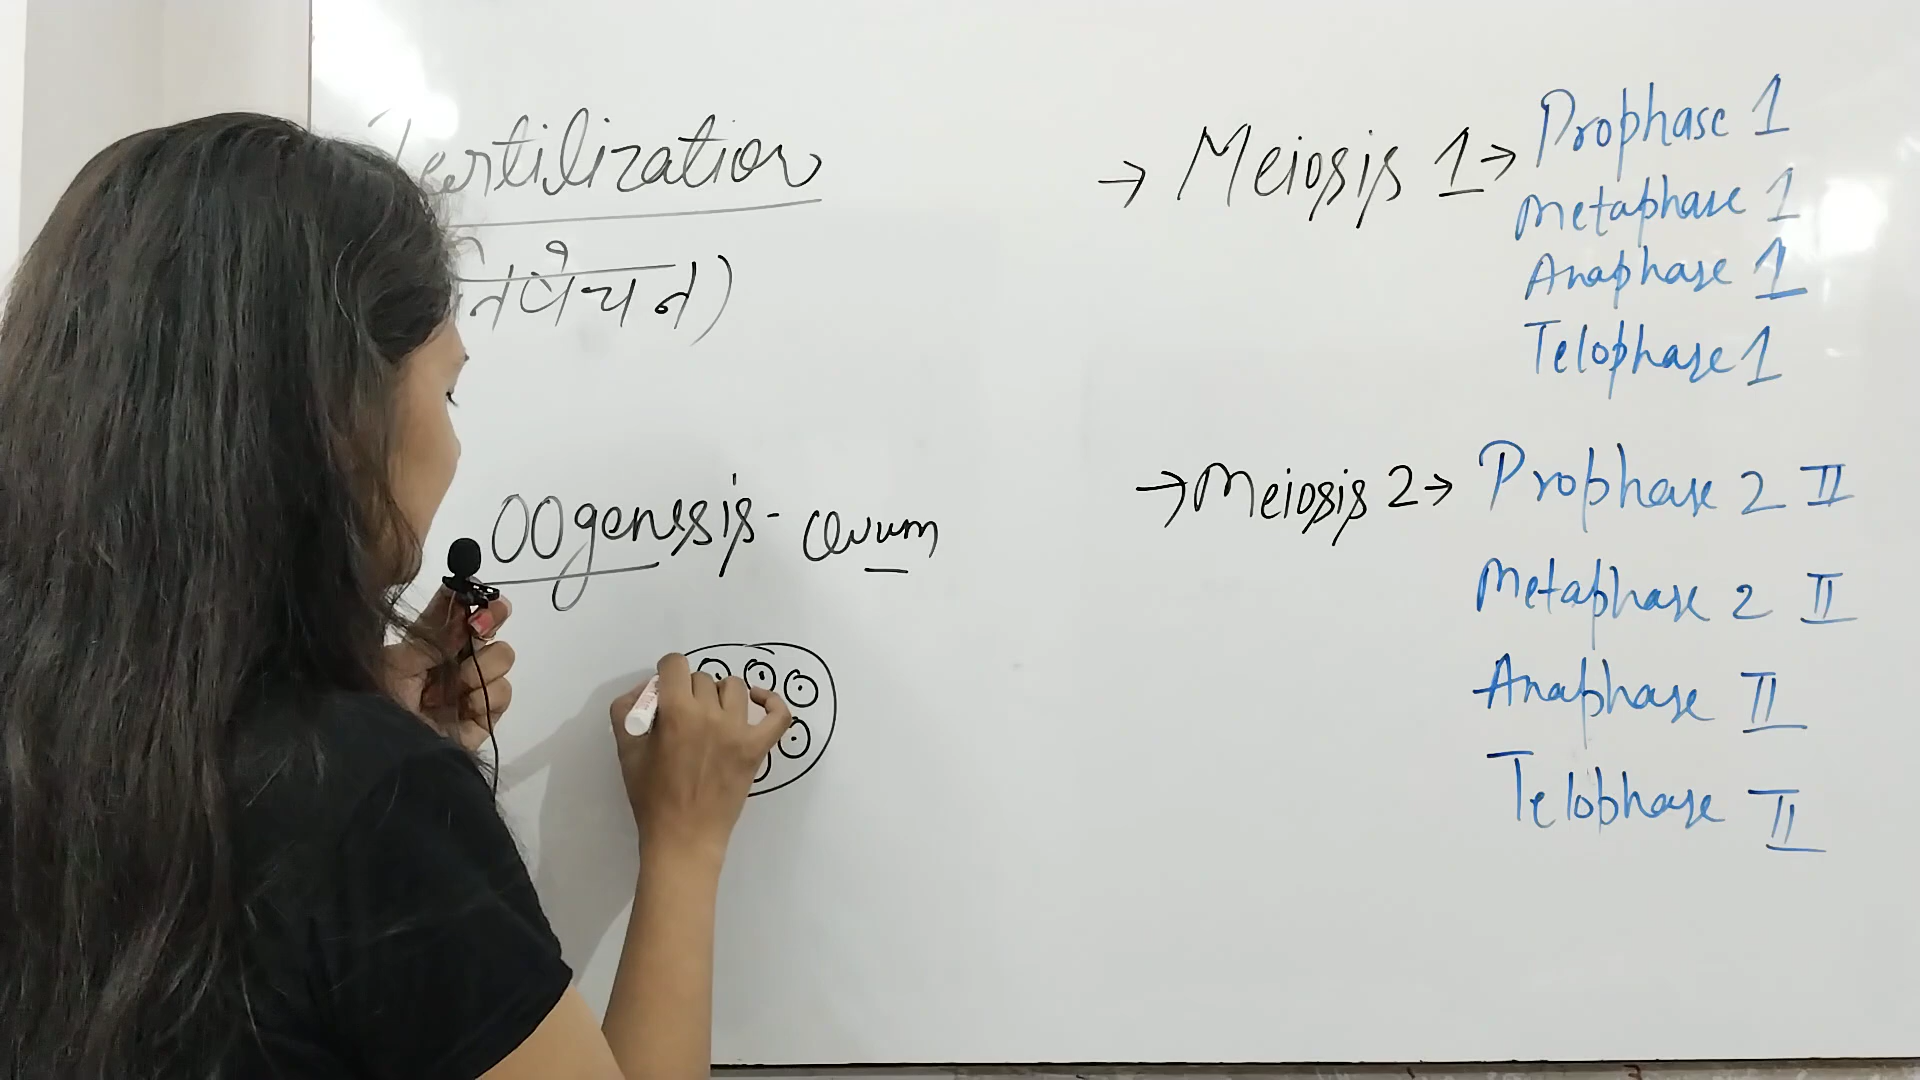 Fertilization
निषेचन)
OOgenesis - Ovum
→ Meiosis 1 → Prophase 1
Metaphase 1
Anaphase 1
Telophase 1
→ Meiosis 2 → Prophase 2 II
Metaphase 2 II
Anaphase II
Telophase II